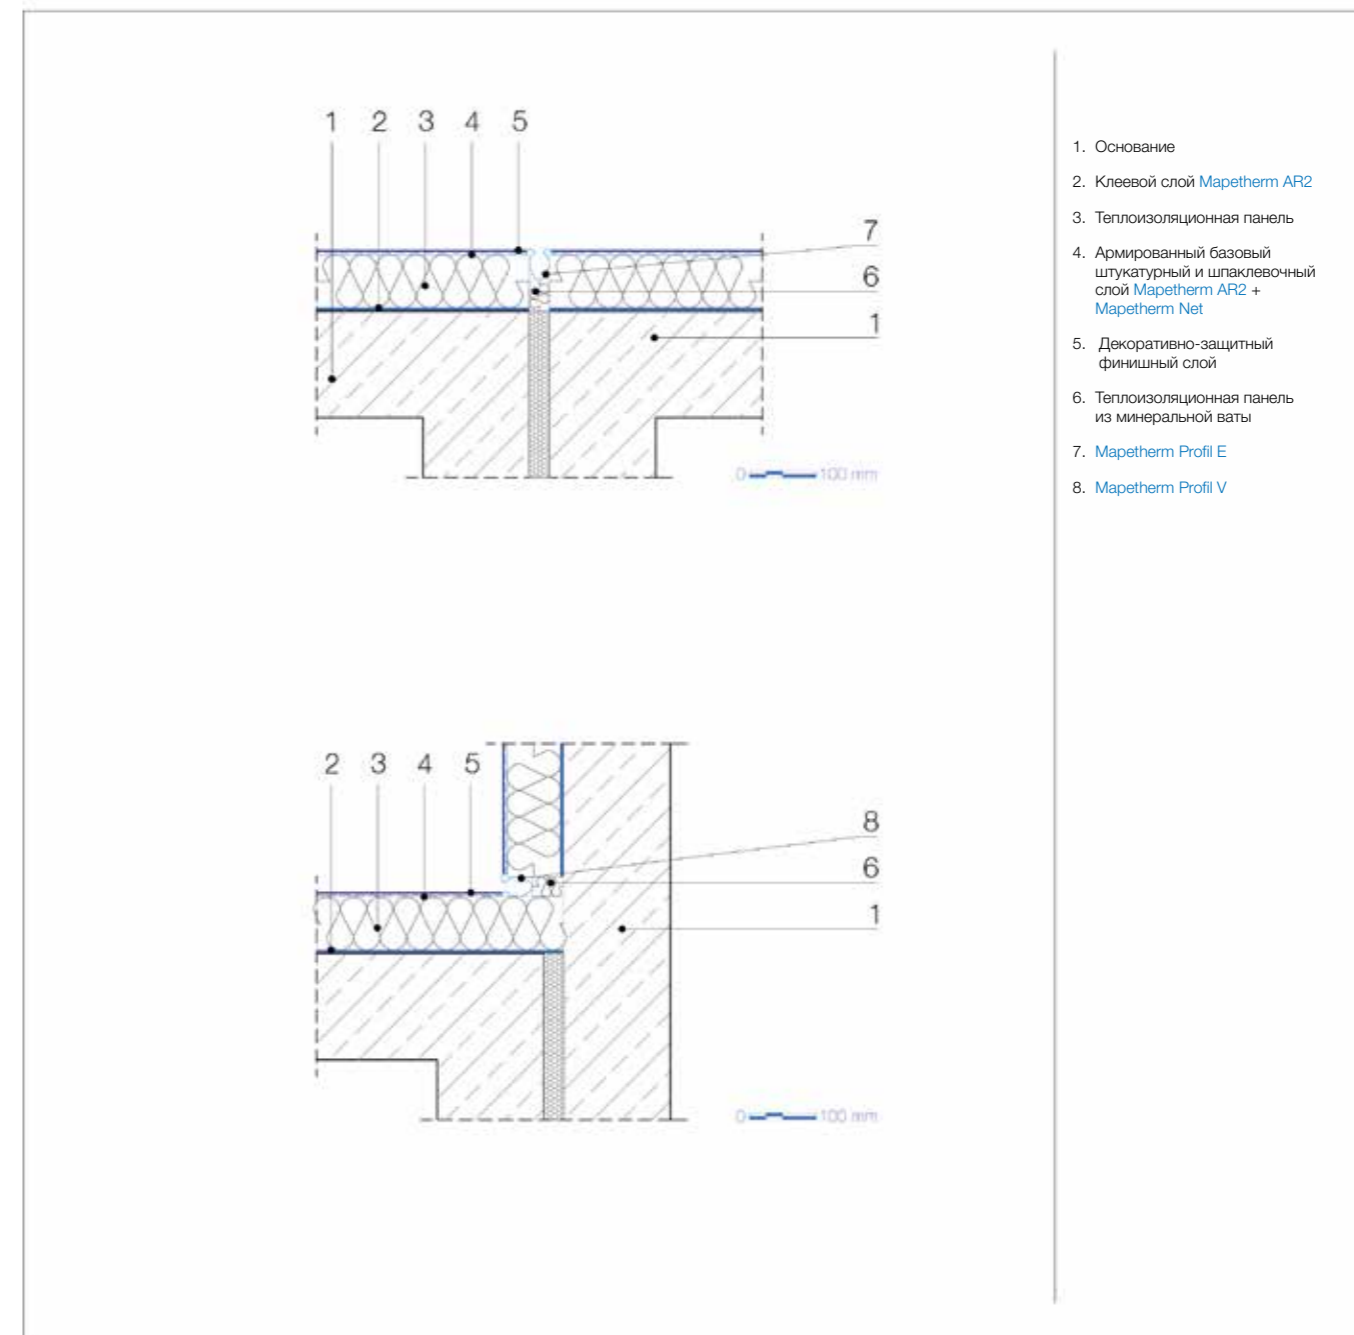 1 2 3 4 5
7
6
1
0 100 mm
2 3 4 5
8
6
1
0 100 mm
1. Основание
2. Клеевой слой Mapetherm AR2
3. Теплоизоляционная панель
4. Армированный базовый
штукатурный и шпаклевочный
слой Mapetherm AR2 +
Mapetherm Net
5. Декоративно-защитный
финишный слой
6. Теплоизоляционная панель
из минеральной ваты
7. Mapetherm Profil E
8. Mapetherm Profil V